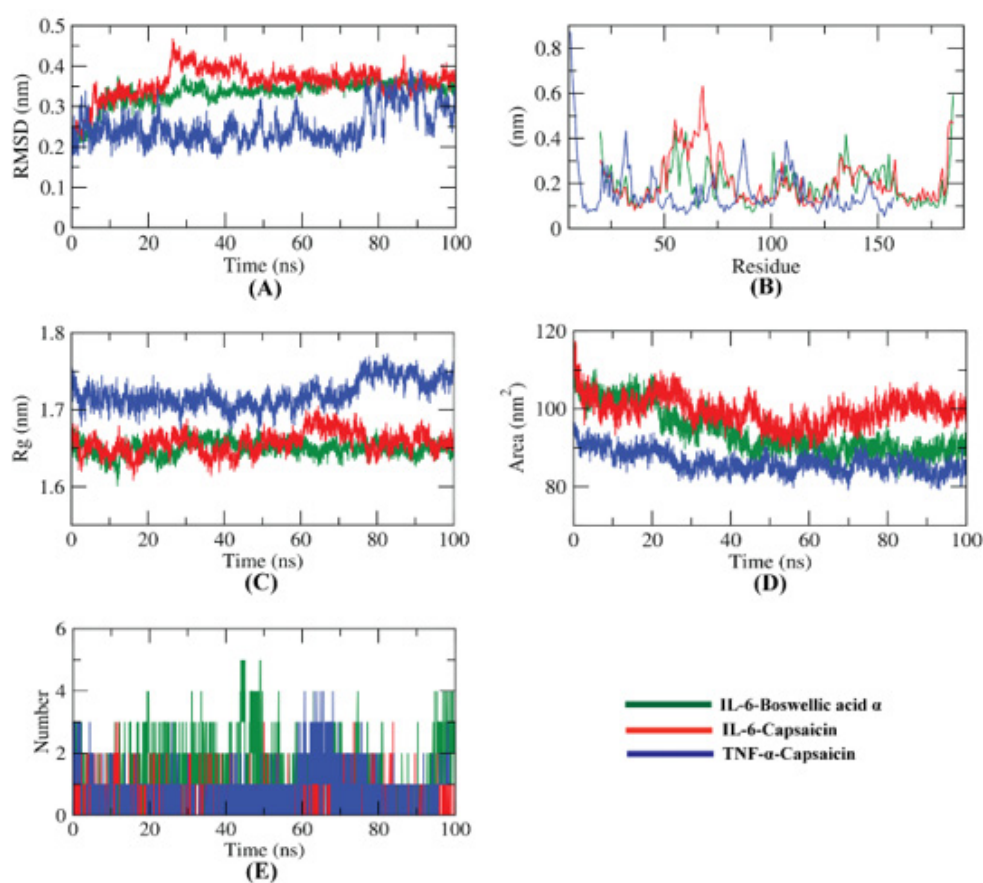 0.5
0.4
0.3
0.2
0.1
0
RMSD (nm)
0 20 40 60 80 100
Time (ns)
(A)
0.8
0.6
0.4
0.2
0
(nm)
50 100 150
Residue
(B)
1.8
1.7
1.6
Rg (nm)
0 20 40 60 80 100
Time (ns)
(C)
120
100
80
Area (nm²)
0 20 40 60 80 100
Time (ns)
(D)
6
4
2
0
Number
0 20 40 60 80 100
Time (ns)
(E)
IL-6-Boswellic acid α
IL-6-Capsaicin
TNF-α-Capsaicin